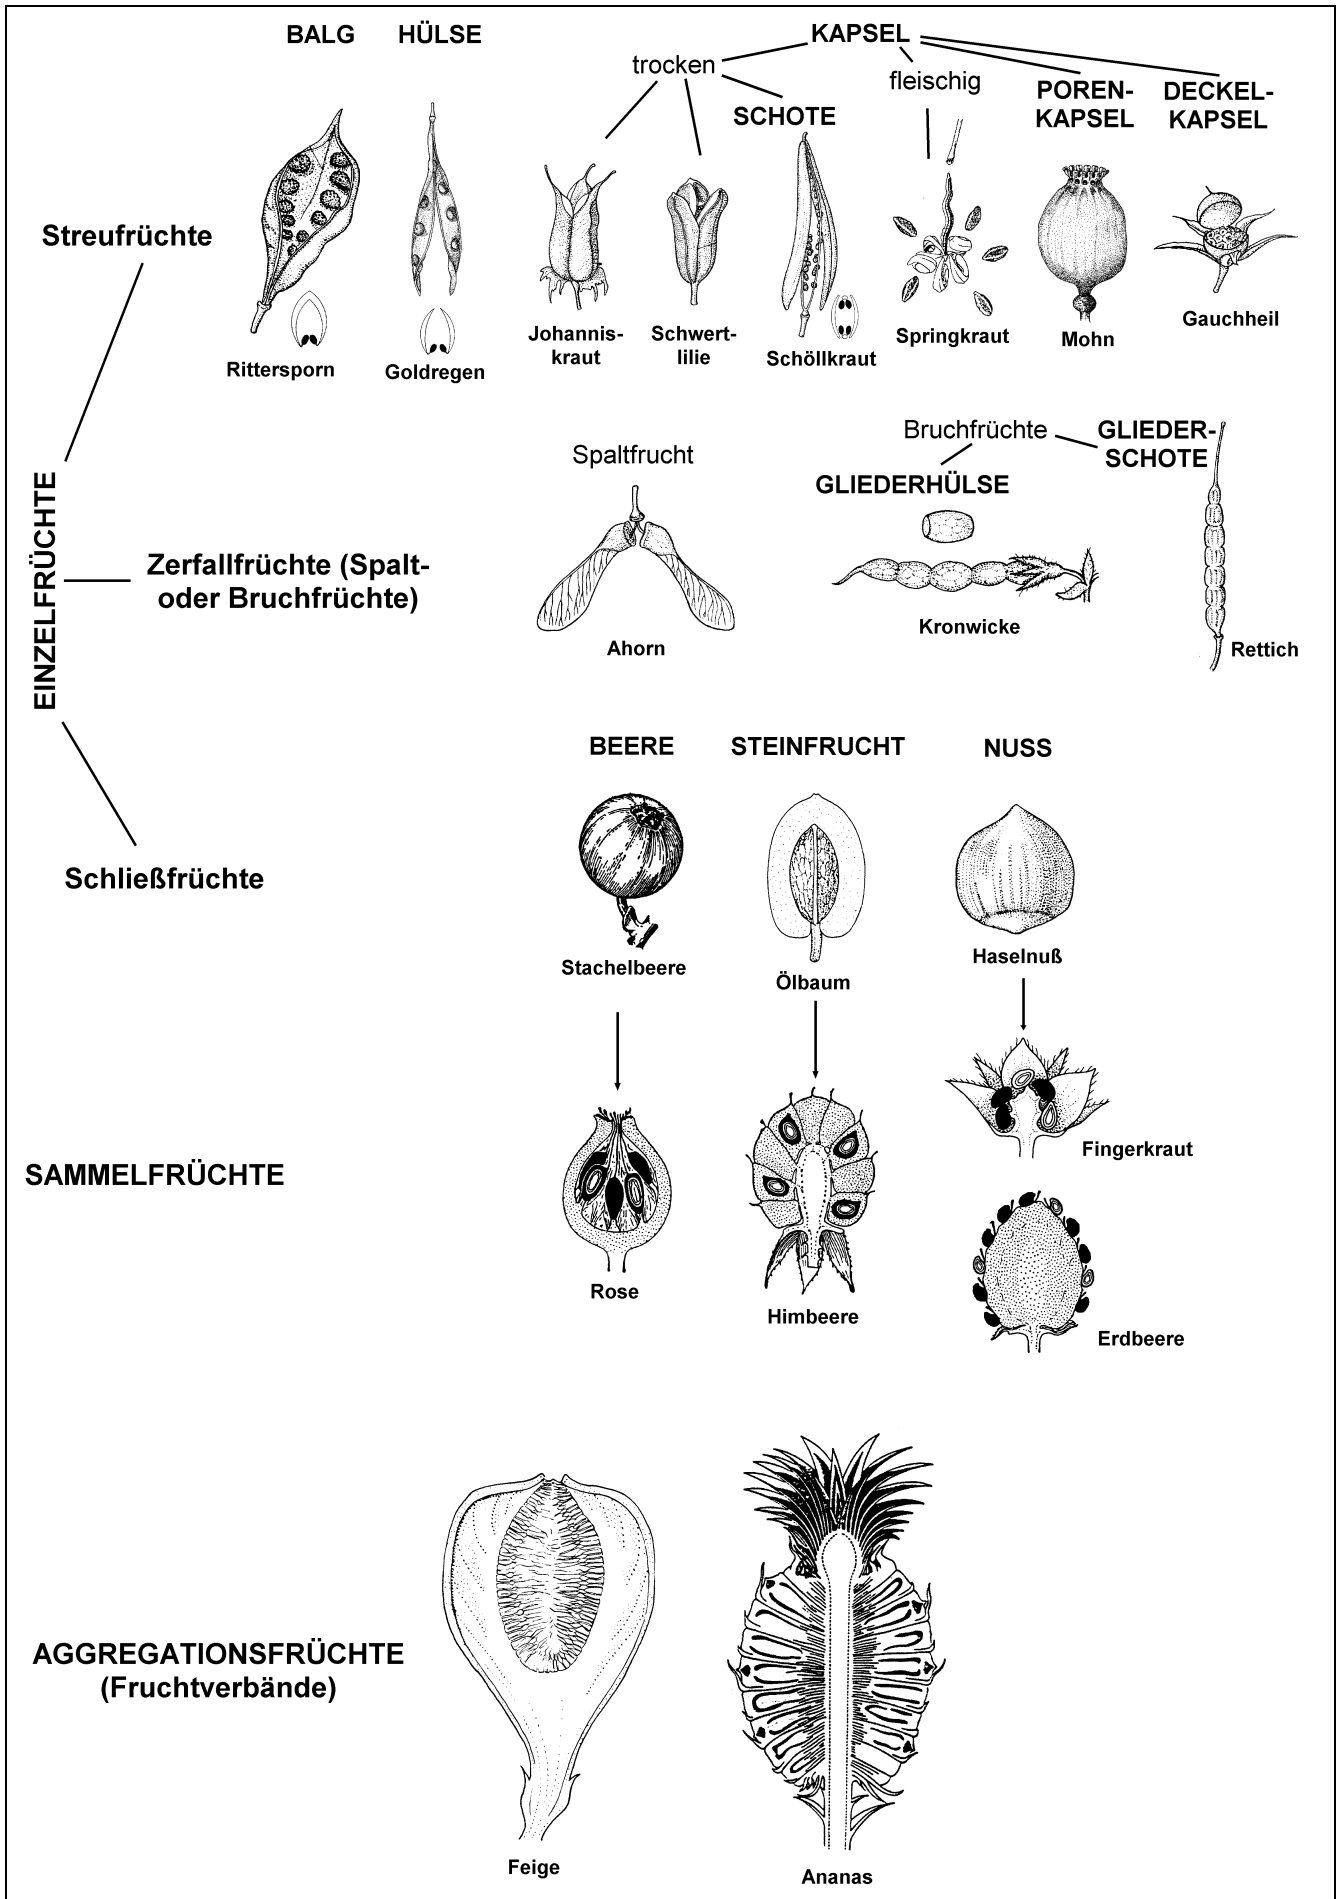 BALG
HÜLSE
KAPSEL
trocken
fleischig
SCHOTE
POREN-
KAPSEL
DECKEL-
KAPSEL
Streufrüchte
Rittersporn
Goldregen
Johannis-
kraut
Schwert-
lilie
Schöllkraut
Springkraut
Mohn
Gauchheil
EINZELFRÜCHTE
Zerfallfrüchte (Spalt-
oder Bruchfrüchte)
Spaltfrucht
Ahorn
Bruchfrüchte
GLIEDERHÜLSE
GLIEDER-
SCHOTE
Kronwicke
Rettich
Schließfrüchte
BEERE
STEINFRUCHT
NUSS
Stachelbeere
Ölbaum
Haselnuß
SAMMELFRÜCHTE
Rose
Himbeere
Fingerkraut
Erdbeere
AGGREGATIONSFRÜCHTE
(Fruchtverbände)
Feige
Ananas